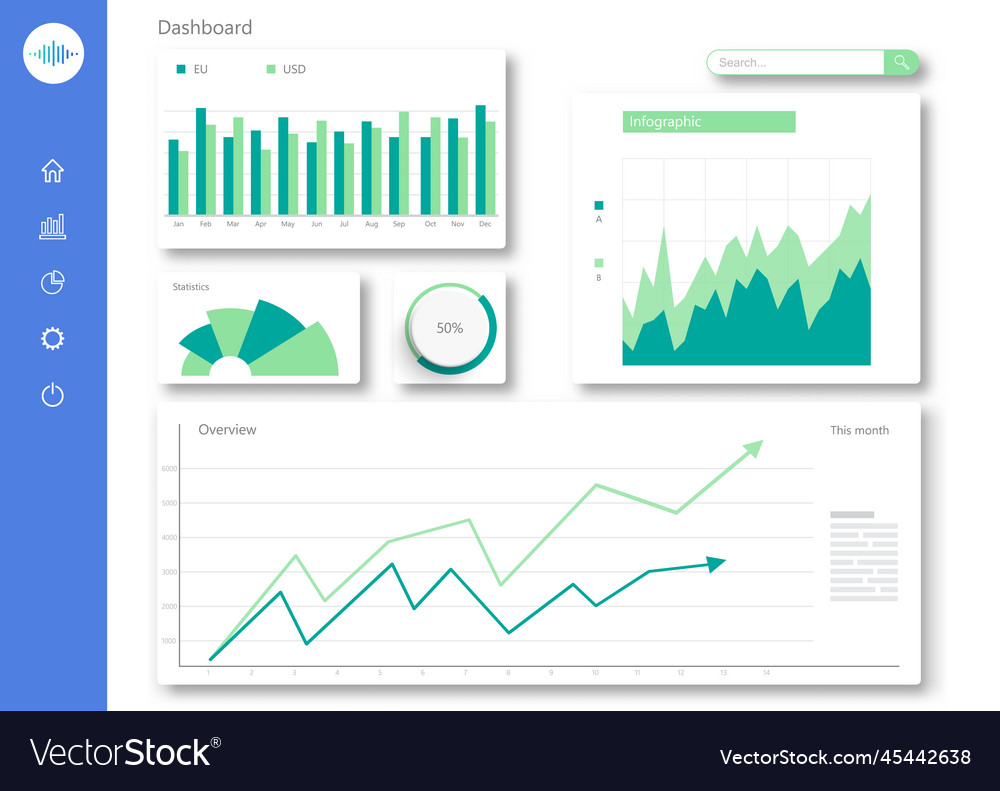 Dashboard
EU
USD
Jan Feb Mar Apr May Jun Jul Aug Sep Oct Nov Dec
Search...
Infographic
A
B
Statistics
50%
Overview
This month
6000
5000
4000
3000
2000
1000
1 2 3 4 5 6 7 8 9 10 11 12 13 14
VectorStock®
VectorStock.com/45442638